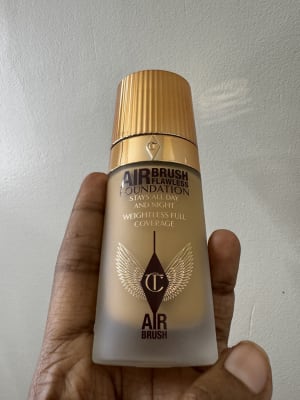 AIRBRUSH
FLAWLESS
FOUNDATION
STAYS ALL DAY
AND NIGHT
WEIGHTLESS FULL
COVERAGE
CT
AIR
BRUSH